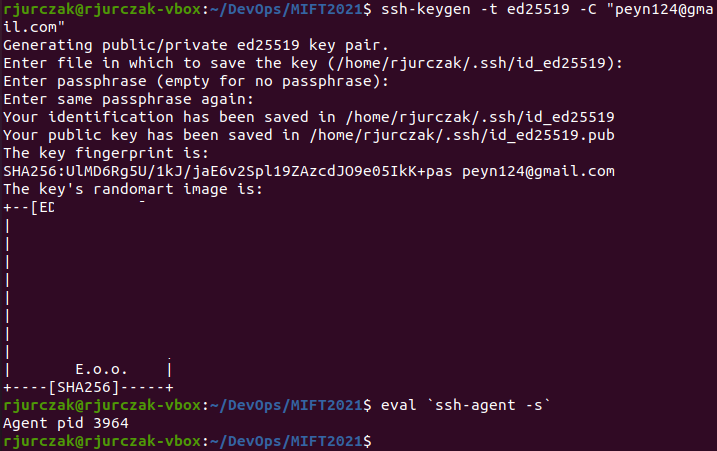 rjurczak@rjurczak-vbox:~/DevOps/MIFT2021$ ssh-keygen -t ed25519 -C "peyn124@gma
il.com"
Generating public/private ed25519 key pair.
Enter file in which to save the key (/home/rjurczak/.ssh/id_ed25519):
Enter passphrase (empty for no passphrase):
Enter same passphrase again:
Your identification has been saved in /home/rjurczak/.ssh/id_ed25519
Your public key has been saved in /home/rjurczak/.ssh/id_ed25519.pub
The key fingerprint is:
SHA256:UlMD6Rg5U/1kJ/jaE6v2Spl19ZAzcdJO9e05IkK+pas peyn124@gmail.com
The key's randomart image is:
+--[ED
|
|
|
|
|
|
|
|
|       E.o.o.    |
+----[SHA256]-----+
rjurczak@rjurczak-vbox:~/DevOps/MIFT2021$ eval `ssh-agent -s`
Agent pid 3964
rjurczak@rjurczak-vbox:~/DevOps/MIFT2021$